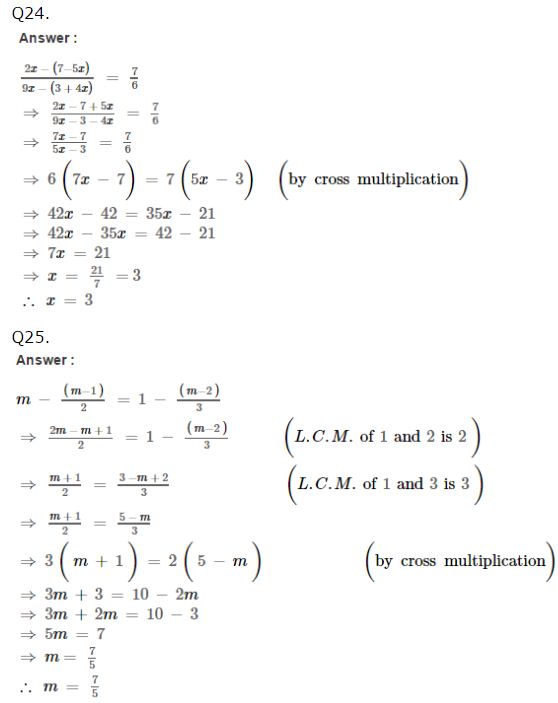 Q24.
Answer :
(2x − (7−5x))/(9x − (3 + 4x)) = 7/6
⇒ (2x − 7 + 5x)/(9x − 3 − 4x) = 7/6
⇒ (7x − 7)/(5x − 3) = 7/6
⇒ 6 (7x − 7) = 7 (5x − 3) (by cross multiplication)
⇒ 42x − 42 = 35x − 21
⇒ 42x − 35x = 42 − 21
⇒ 7x = 21
⇒ x = 21/7 = 3
∴ x = 3
Q25.
Answer :
m − (m−1)/2 = 1 − (m−2)/3
⇒ (2m − m + 1)/2 = 1 − (m−2)/3 (L.C.M. of 1 and 2 is 2)
⇒ (m + 1)/2 = (3 − m + 2)/3 (L.C.M. of 1 and 3 is 3)
⇒ (m + 1)/2 = (5 − m)/3
⇒ 3 (m + 1) = 2 (5 − m) (by cross multiplication)
⇒ 3m + 3 = 10 − 2m
⇒ 3m + 2m = 10 − 3
⇒ 5m = 7
⇒ m = 7/5
∴ m = 7/5